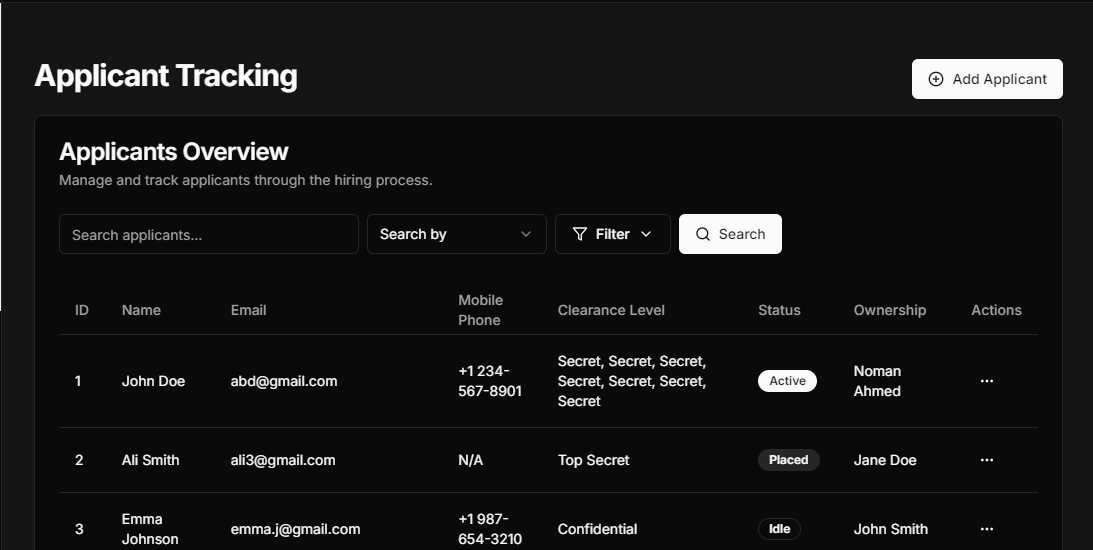 Applicant Tracking
Add Applicant
Applicants Overview
Manage and track applicants through the hiring process.
Search applicants...
Search by
Filter
Search
ID Name Email Mobile Phone Clearance Level Status Ownership Actions
1 John Doe abd@gmail.com +1 234-567-8901 Secret, Secret, Secret, Secret, Secret, Secret, Secret Active Noman Ahmed ...
2 Ali Smith ali3@gmail.com N/A Top Secret Placed Jane Doe ...
3 Emma Johnson emma.j@gmail.com +1 987-654-3210 Confidential Idle John Smith ...